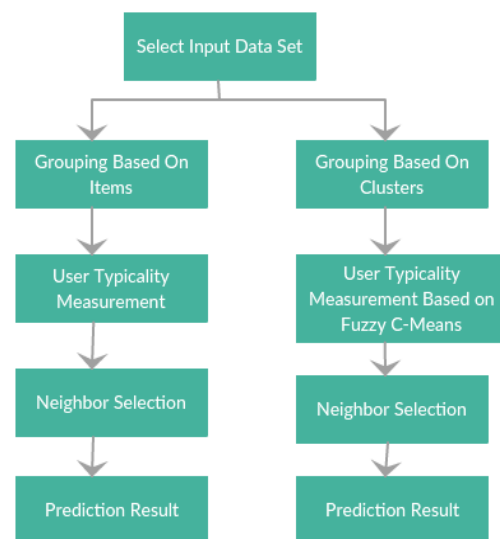 Select Input Data Set
Grouping Based On
Items
Grouping Based On
Clusters
User Typicality
Measurement
User Typicality
Measurement Based on
Fuzzy C-Means
Neighbor Selection
Neighbor Selection
Prediction Result
Prediction Result